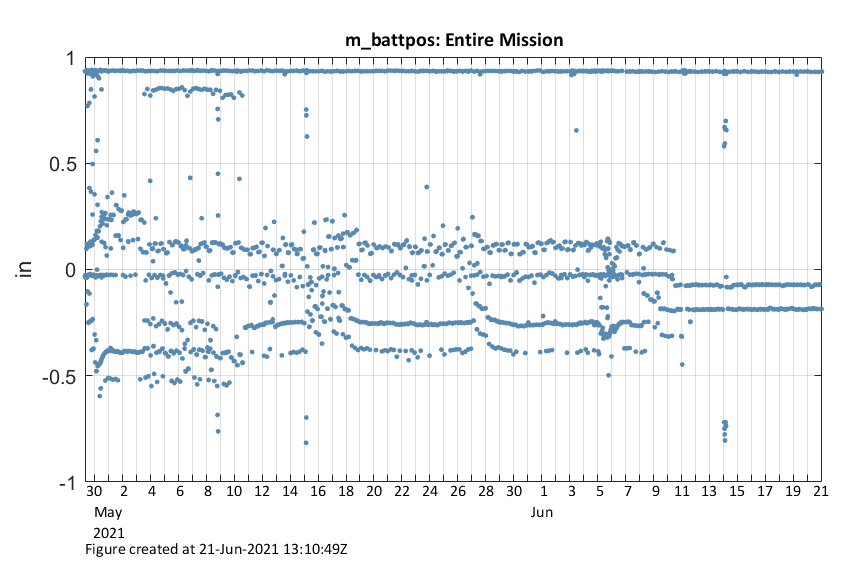 m_battpos: Entire Mission
1
0.5
0
-0.5
-1
in
30 2 4 6 8 10 12 14 16 18 20 22 24 26 28 30 1 3 5 7 9 11 13 15 17 19 21
May Jun
2021
Figure created at 21-Jun-2021 13:10:49Z